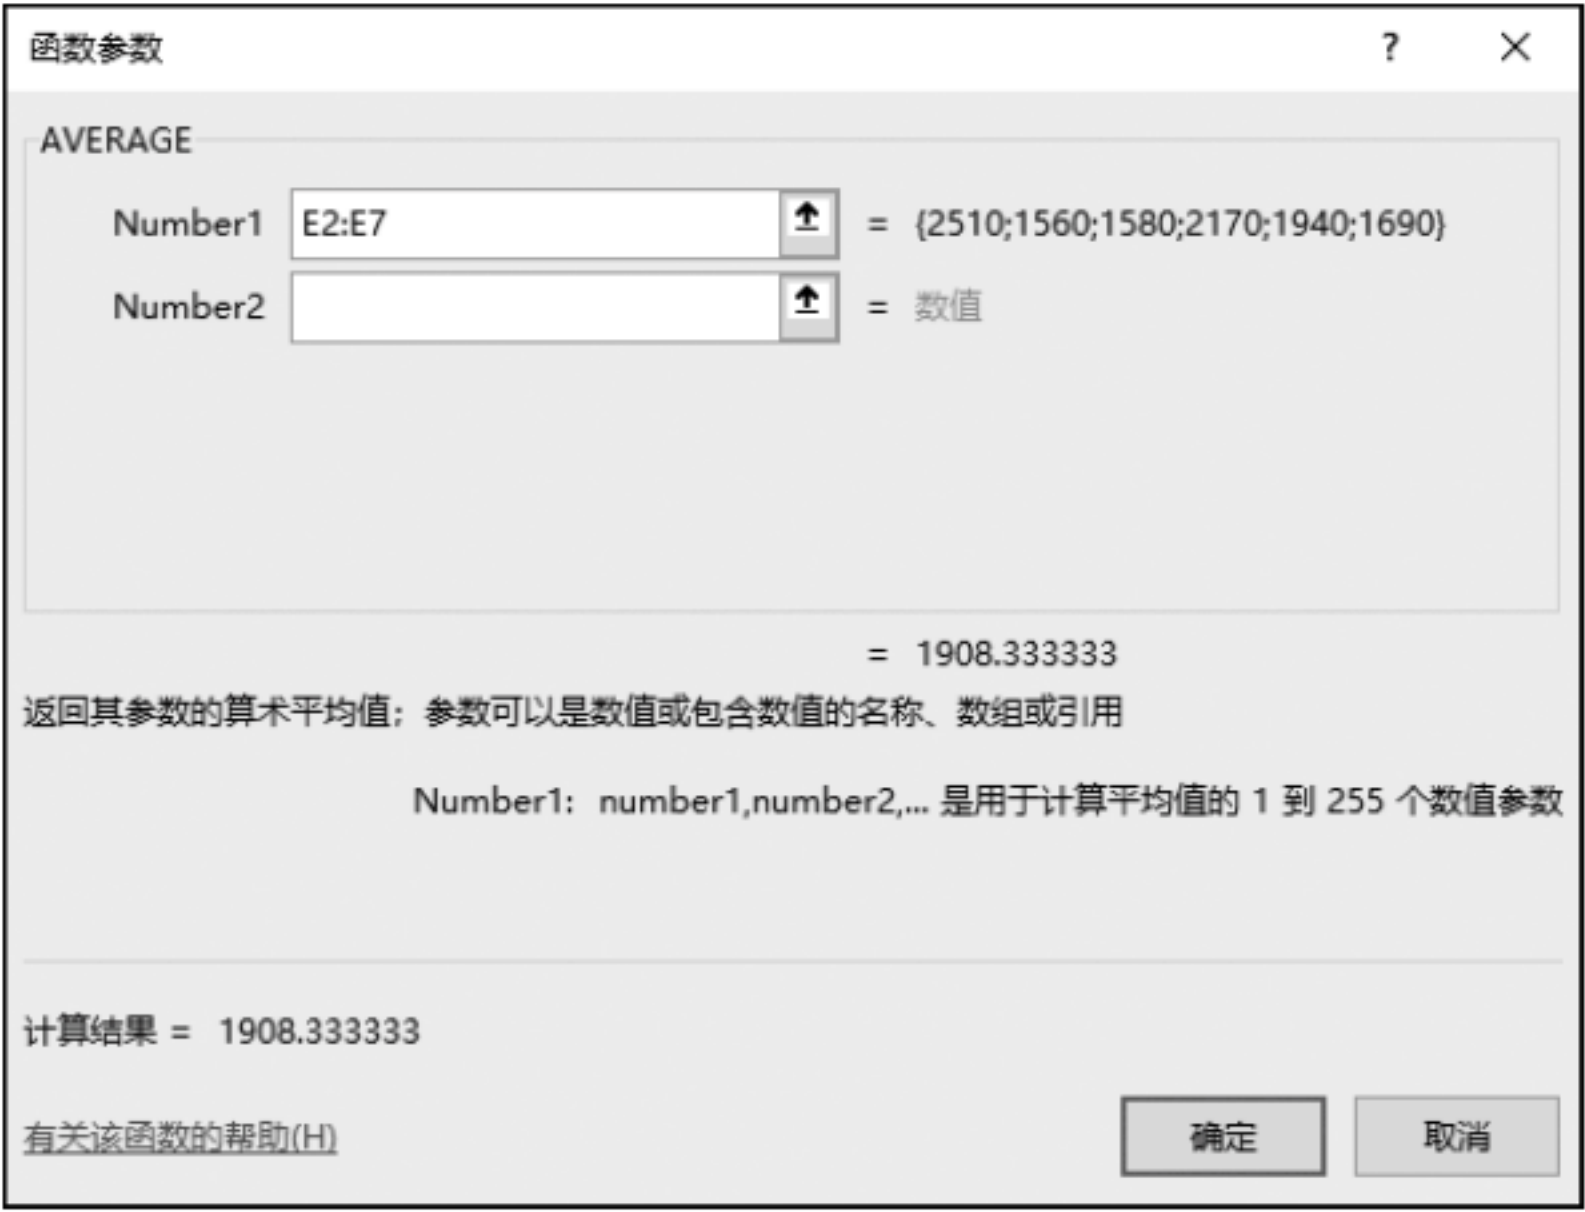 函数参数
AVERAGE
Number1 E2:E7 = {2510;1560;1580;2170;1940;1690}
Number2 = 数值
= 1908.333333
返回其参数的算术平均值；参数可以是数值或包含数值的名称、数组或引用
Number1: number1,number2,... 是用于计算平均值的 1 到 255 个数值参数
计算结果 = 1908.333333
有关该函数的帮助(H)
确定 取消